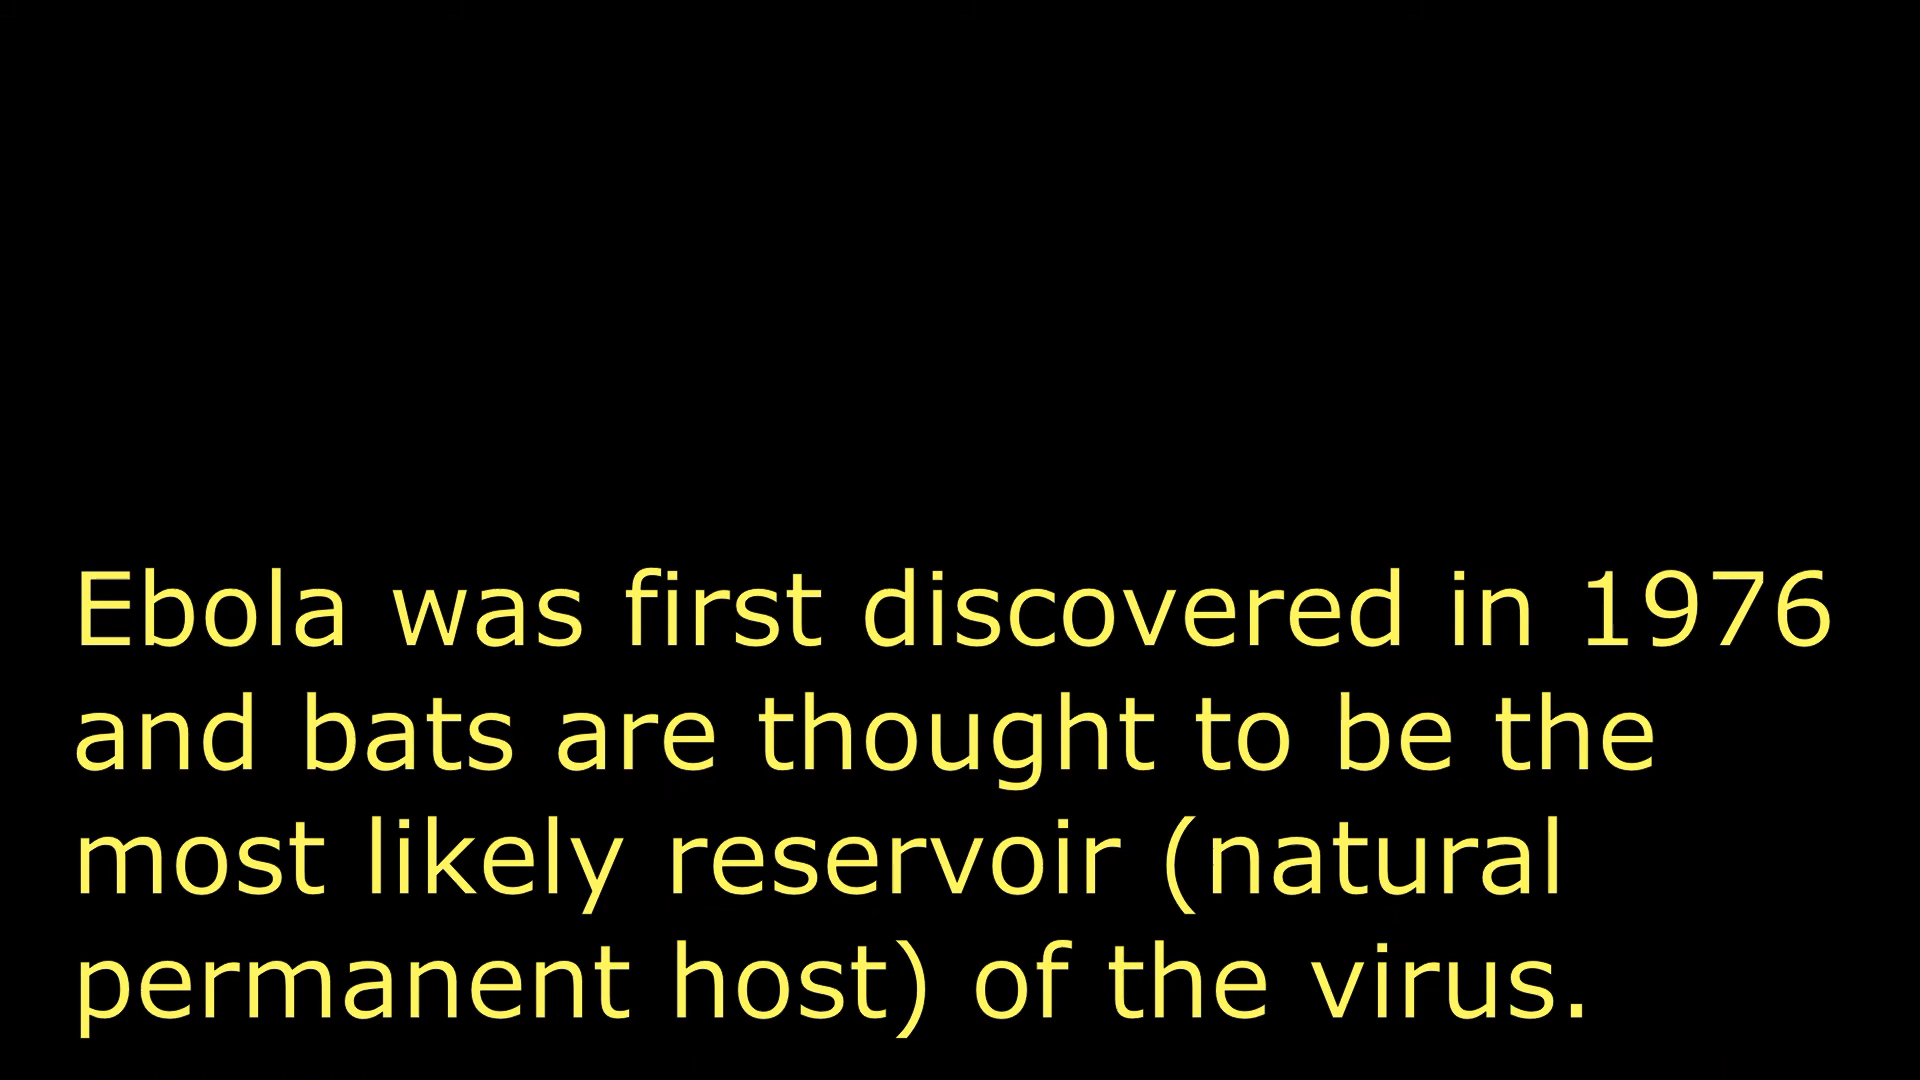 Ebola was first discovered in 1976
and bats are thought to be the
most likely reservoir (natural
permanent host) of the virus.